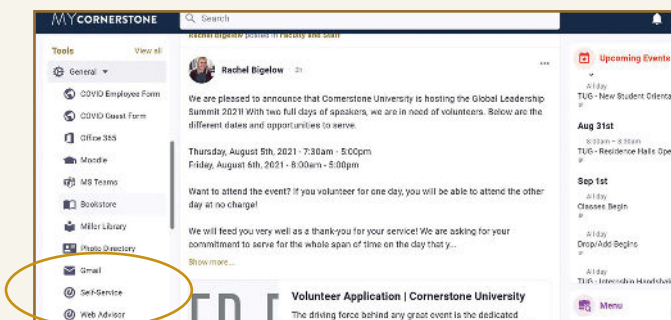 MYCORNERSTONE
Search
Tools
View all
General
COVID Employee Form
COVID Guest Form
Office 365
Moodle
MS Teams
Bookstore
Miller Library
Photo Directory
Gmail
Self-Service
Web Advisor
Rachel Bigelow posted in Faculty and Staff
Rachel Bigelow · 2h
We are pleased to announce that Cornerstone University is hosting the Global Leadership
Summit 2021! With two full days of speakers, we are in need of volunteers. Below are the
different dates and opportunities to serve.
Thursday, August 5th, 2021 - 7:30am - 5:00pm
Friday, August 6th, 2021 - 8:00am - 5:00pm
Want to attend the event? If you volunteer for one day, you will be able to attend the other
day at no charge!
We will feed you very well as a thank-you for your service! We are asking for your
commitment to serve for the whole span of time on the day that y...
Show more...
Volunteer Application | Cornerstone University
The driving force behind any great event is the dedicated
Upcoming Events
All day
TUG - New Student Orienta
Aug 31st
8:00am – 8:30am
TUG - Residence Halls Ope
Sep 1st
All day
Classes Begin
All day
Drop/Add Begins
All day
TUG - Internship Handshak
Menu